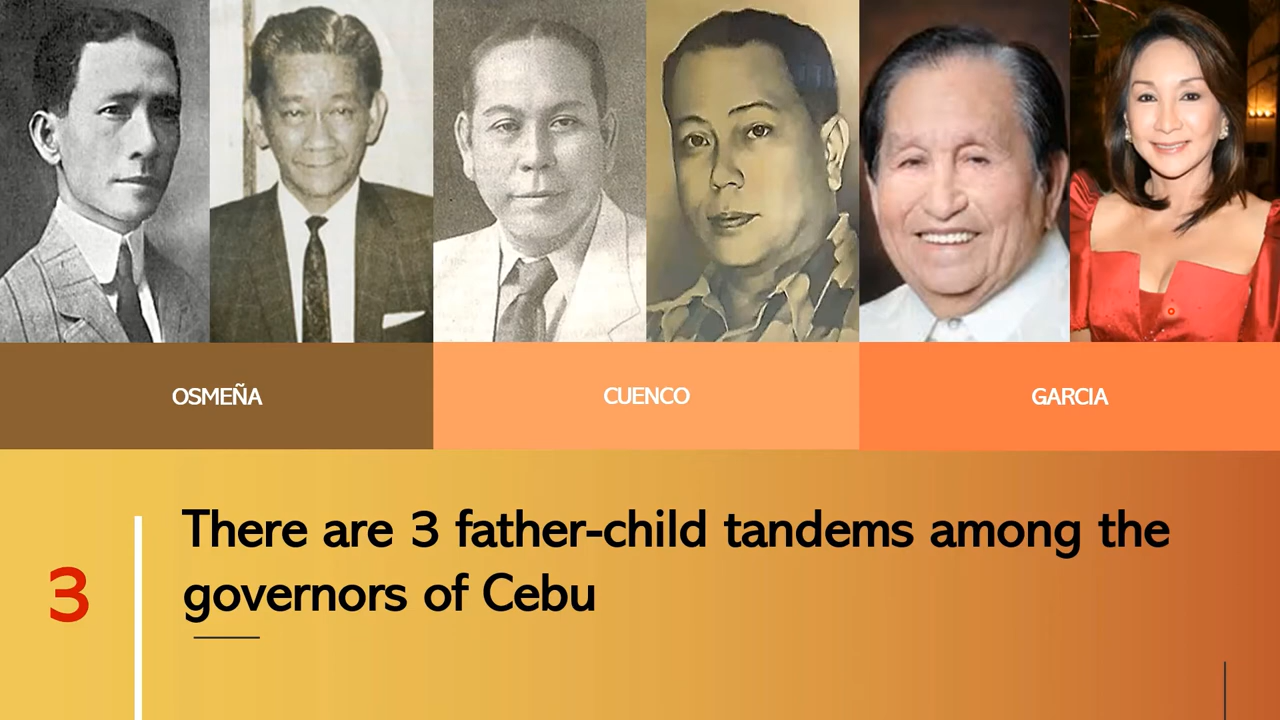 OSMEÑA
CUENCO
GARCIA
3
There are 3 father-child tandems among the
governors of Cebu